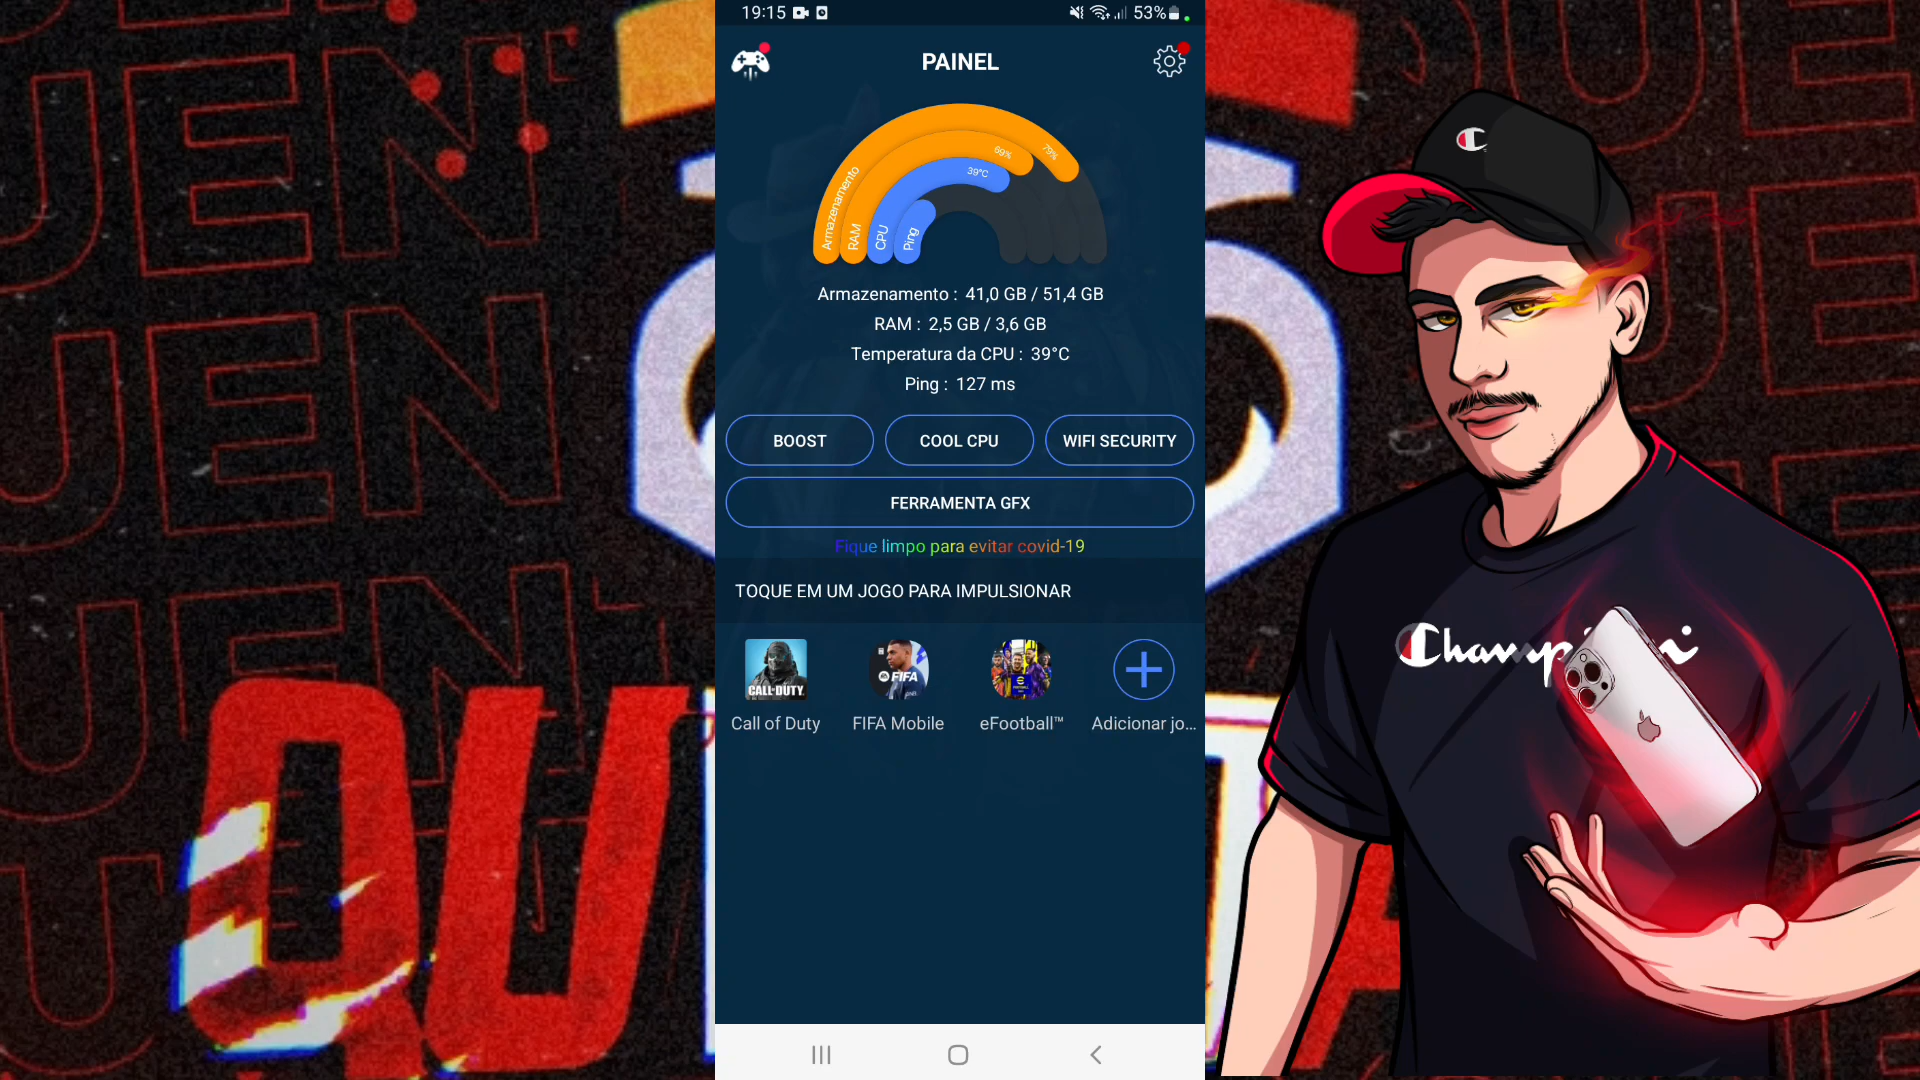 19:15
53%
PAINEL
79%
69%
39°C
Armazenamento
RAM
CPU
Ping
Armazenamento : 41,0 GB / 51,4 GB
RAM : 2,5 GB / 3,6 GB
Temperatura da CPU : 39°C
Ping : 127 ms
BOOST
COOL CPU
WIFI SECURITY
FERRAMENTA GFX
Fique limpo para evitar covid-19
TOQUE EM UM JOGO PARA IMPULSIONAR
CALL·DUTY
FIFA
Call of Duty
FIFA Mobile
eFootball™
Adicionar jo...